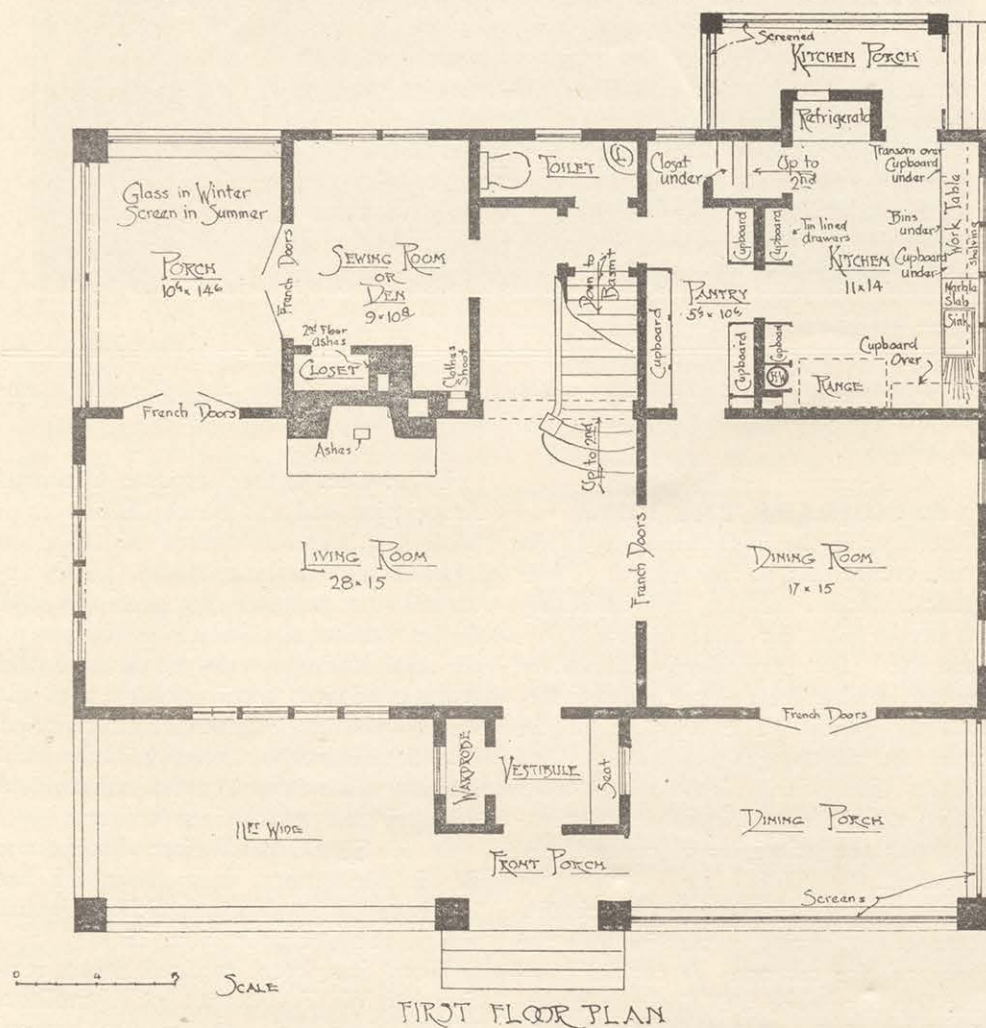 Screened
KITCHEN PORCH
Refrigerator
Glass in Winter
Screen in Summer
PORCH
10⁶ x 14⁶
French Doors
SEWING ROOM
OR
DEN
9 x 10⁸
TOILET
Closet
under
Up to
2nd
Transom over
Cupboard
under
Cupboard
Cupboard
Tin lined
drawers
Bins
under
Work Table
shelving
KITCHEN
11 x 14
Cupboard
under
Marble
Slab
Sink
Down to
Basmt
PANTRY
Cupboard
Cupboard
Cupboard
HW
RANGE
Cupboard
Over
2nd Floor
Ashes
CLOSET
Clothes
Shoot
French Doors
Ashes
Up to 2nd
LIVING ROOM
28 x 15
French Doors
DINING ROOM
17 x 15
French Doors
WARDROBE
VESTIBULE
Seat
11FT WIDE
DINING PORCH
FRONT PORCH
Screens
0 4 8
SCALE
FIRST FLOOR PLAN